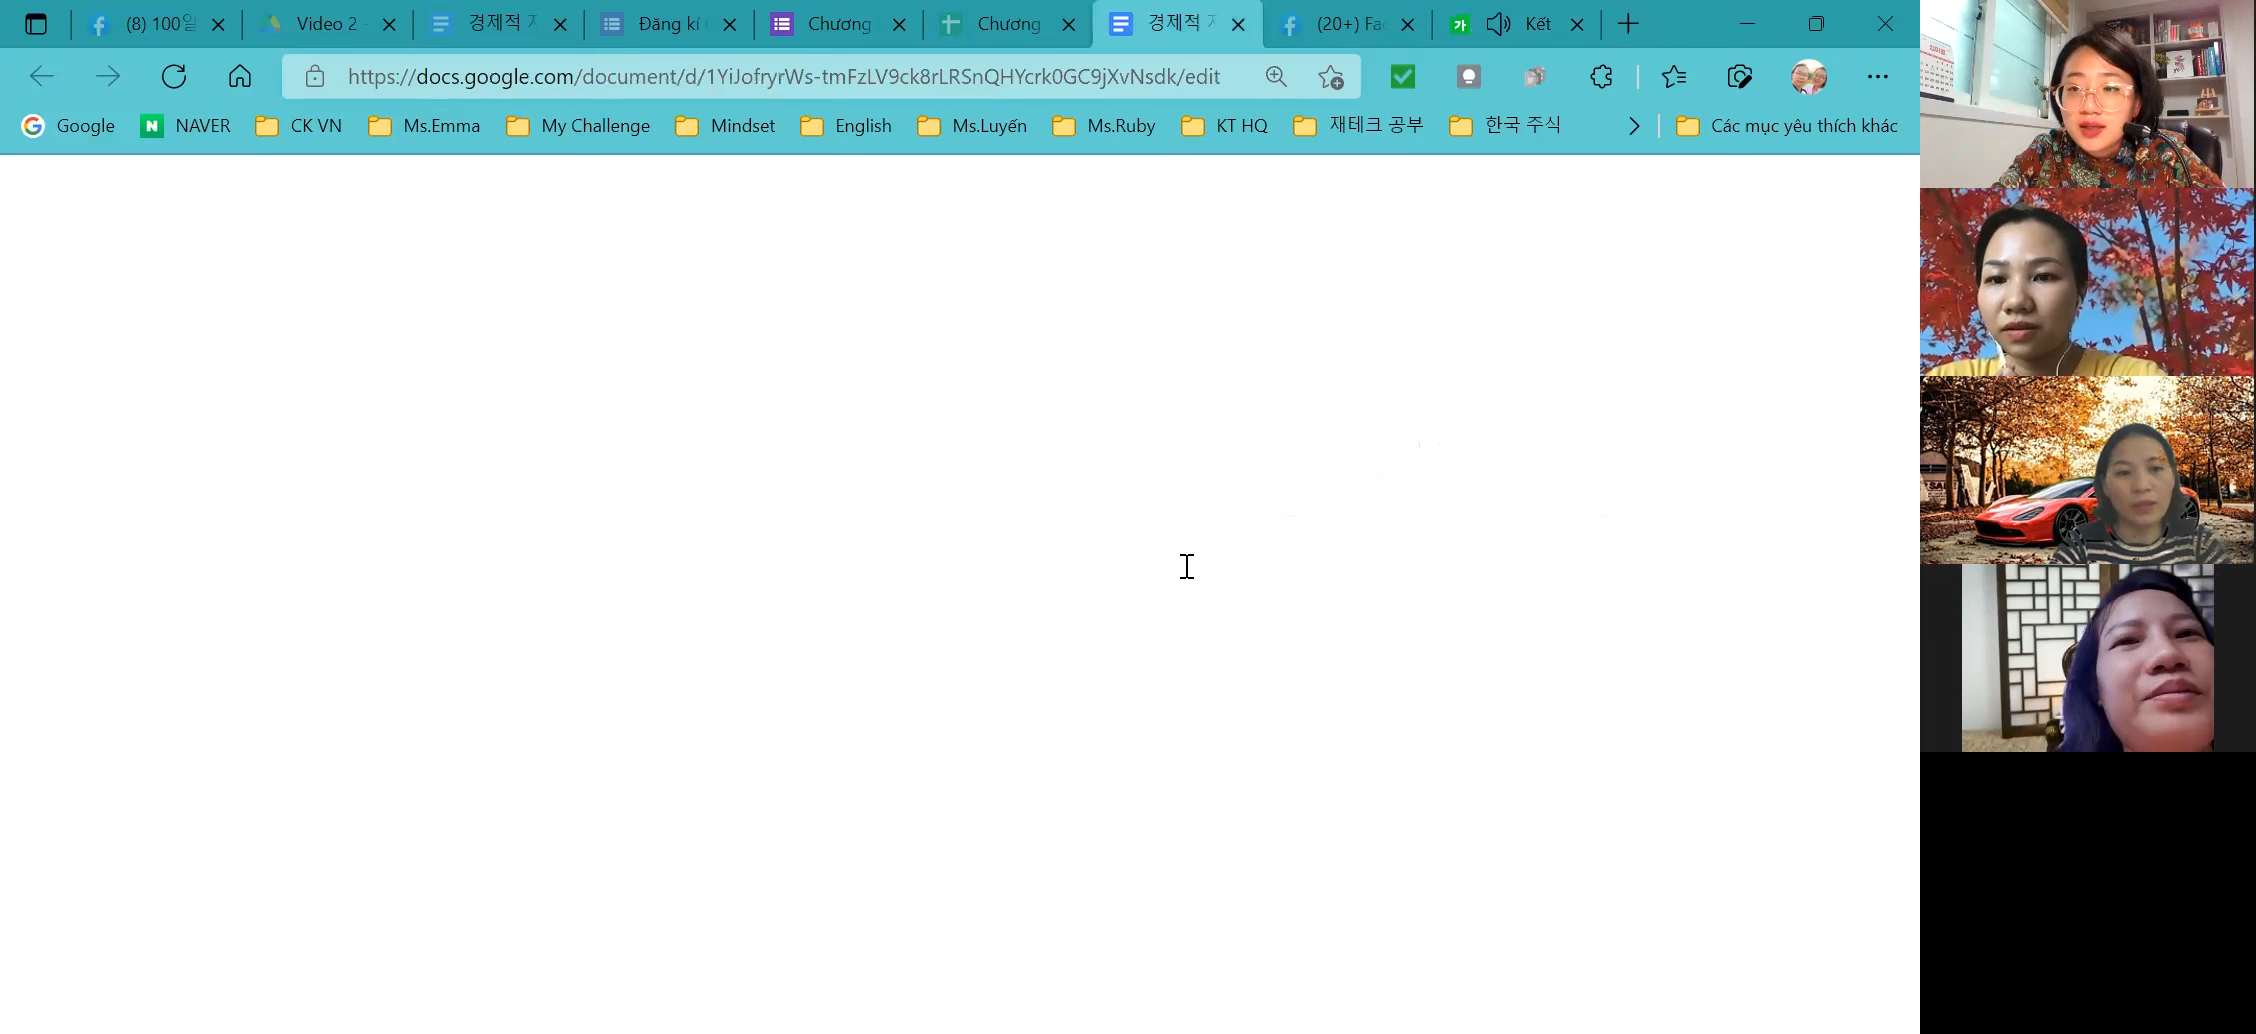 (8) 100일
Video 2 -
경제적 ㅈ
Đăng kí
Chương
Chương
경제적 ㅈ
(20+) Fac
가
Kết
https://docs.google.com/document/d/1YiJofryrWs-tmFzLV9ck8rLRSnQHYcrk0GC9jXvNsdk/edit
Google
N NAVER
CK VN
Ms.Emma
My Challenge
Mindset
English
Ms.Luyến
Ms.Ruby
KT HQ
재테크 공부
한국 주식
Các mục yêu thích khác